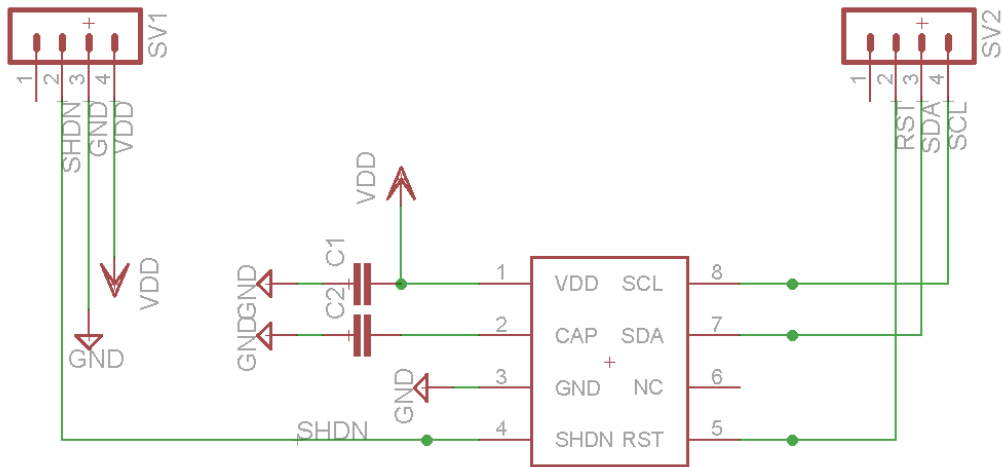 SV1
SV2
1 2 3 4
1 2 3 4
SHDN
GND
VDD
RST
SDA
SCL
VDD
C1
VDD
GND
1 VDD SCL 8
C2
GND
2 CAP SDA 7
GND
GND
3 GND NC 6
SHDN
4 SHDN RST 5